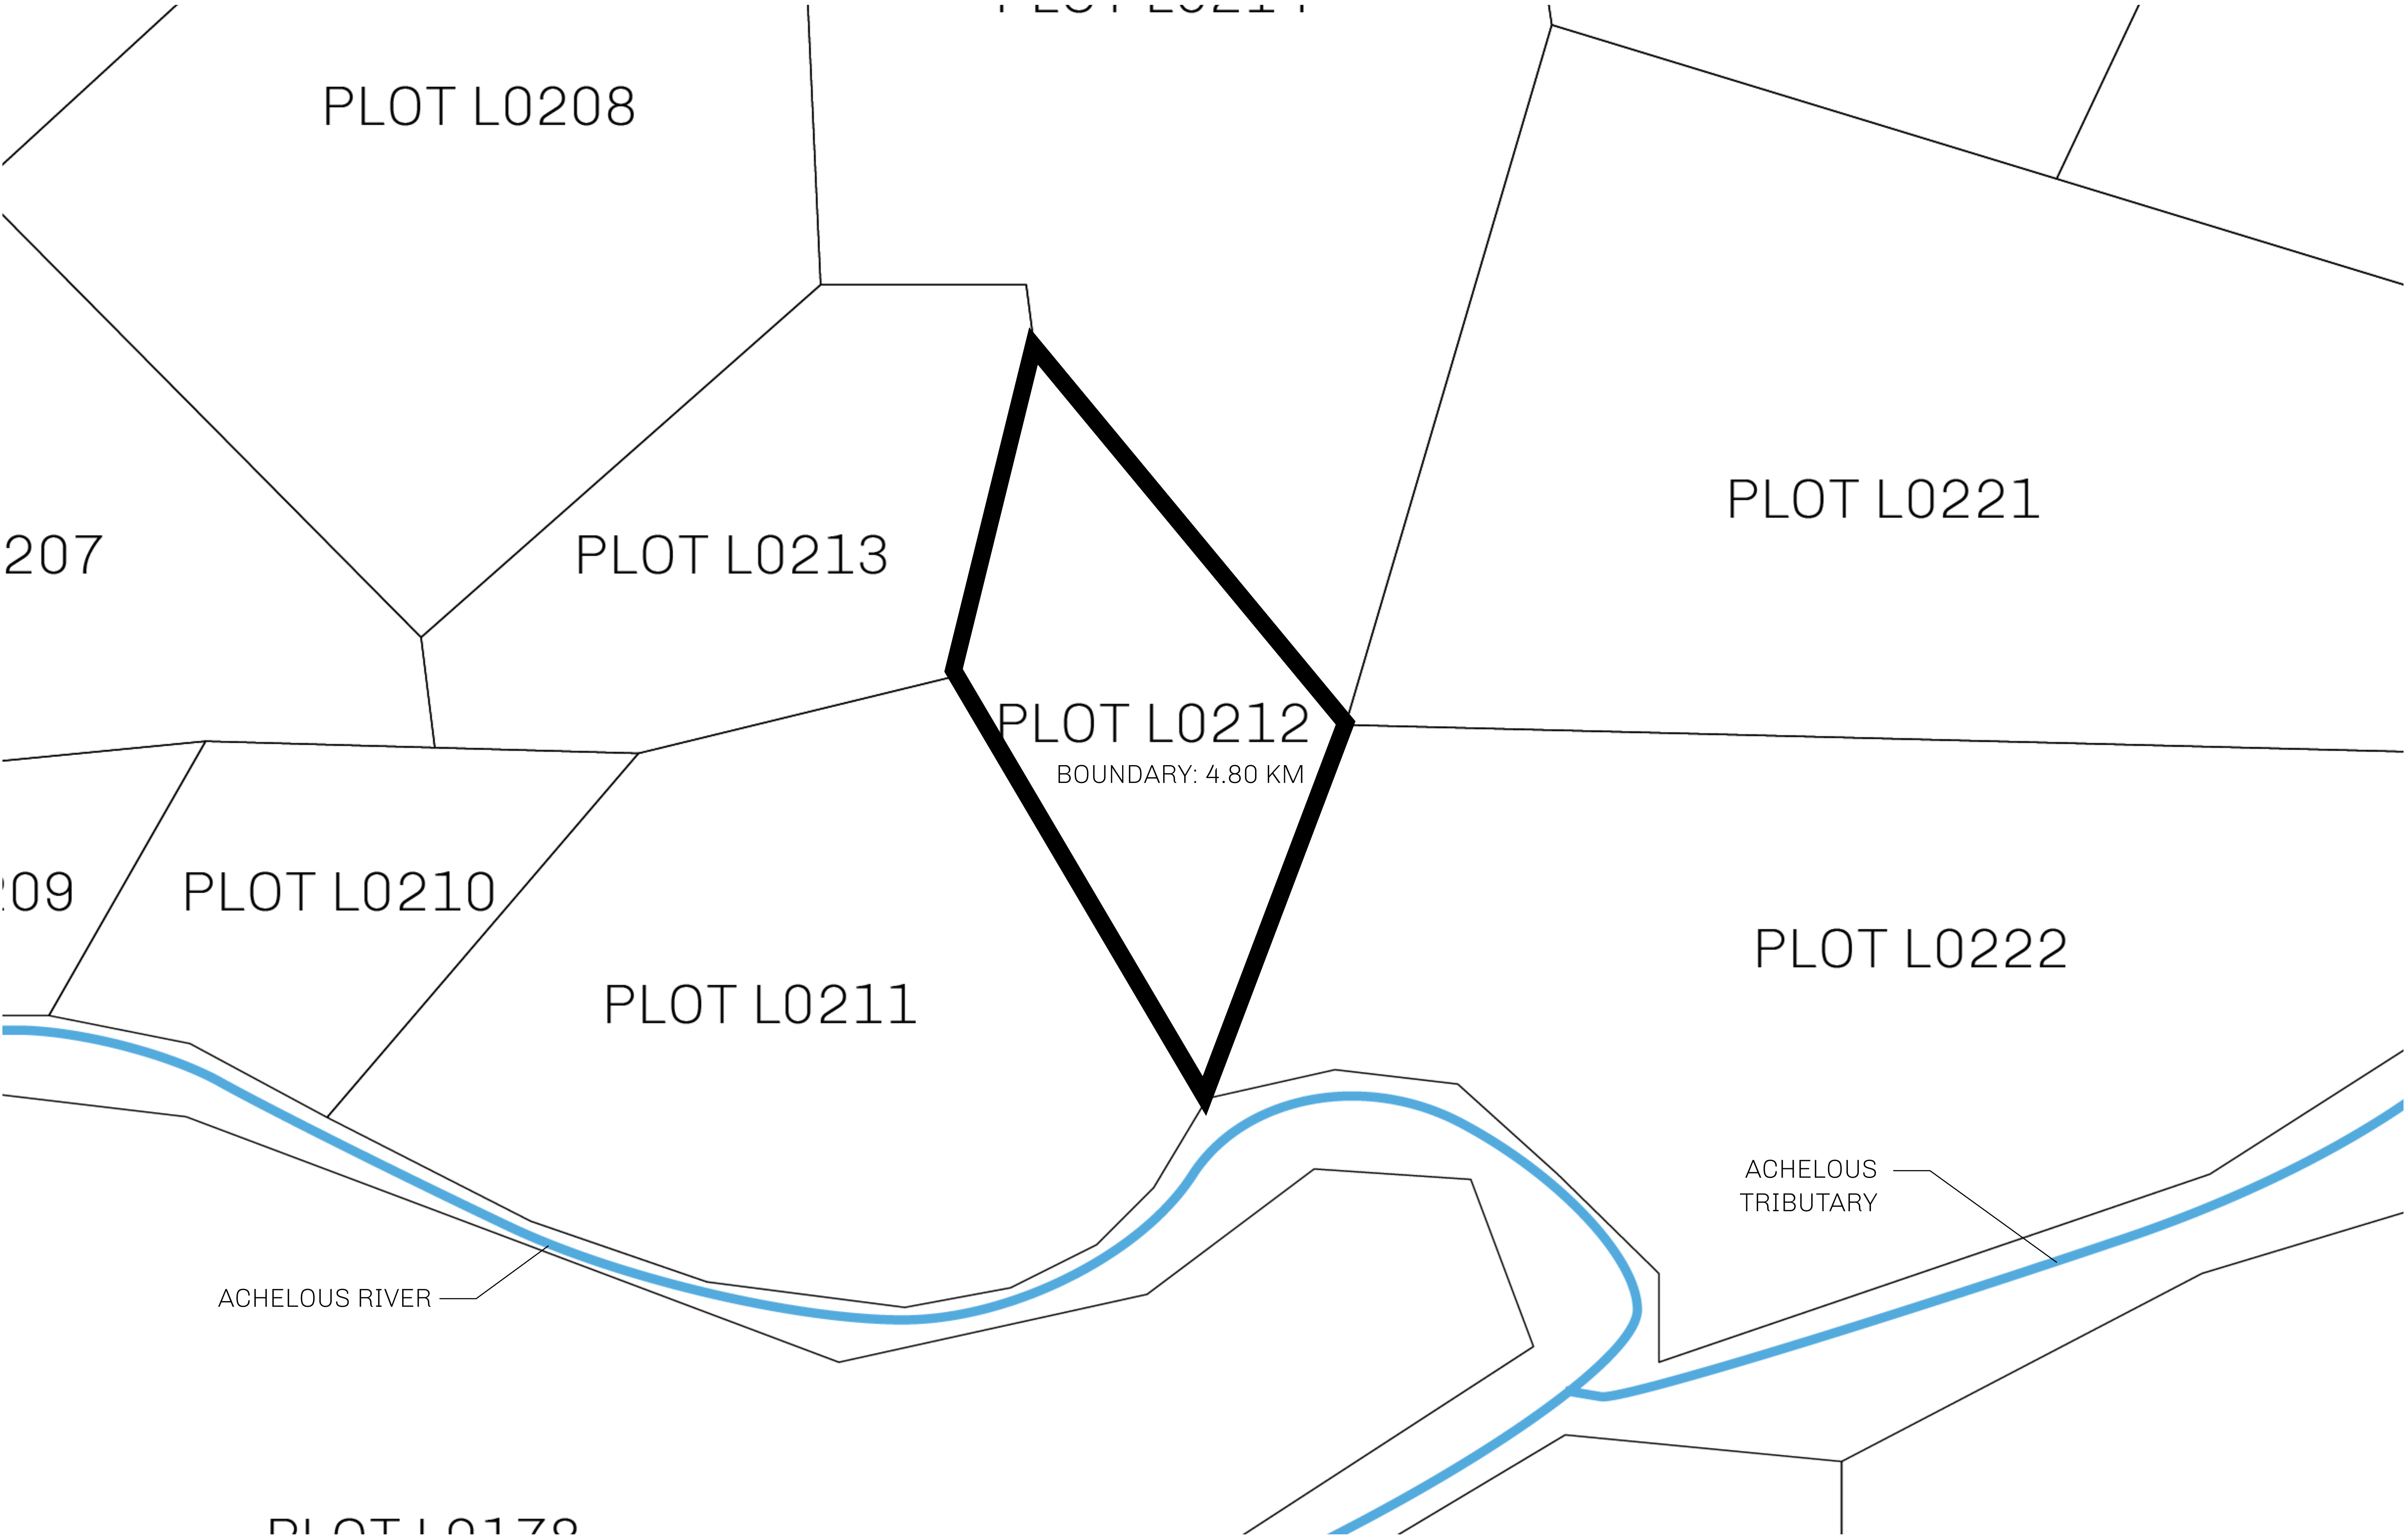 PLOT L0208
PLOT L0221
207
PLOT L0213
PLOT L0212
BOUNDARY: 4.80 KM
09
PLOT L0210
PLOT L0222
PLOT L0211
ACHELOUS
TRIBUTARY
ACHELOUS RIVER